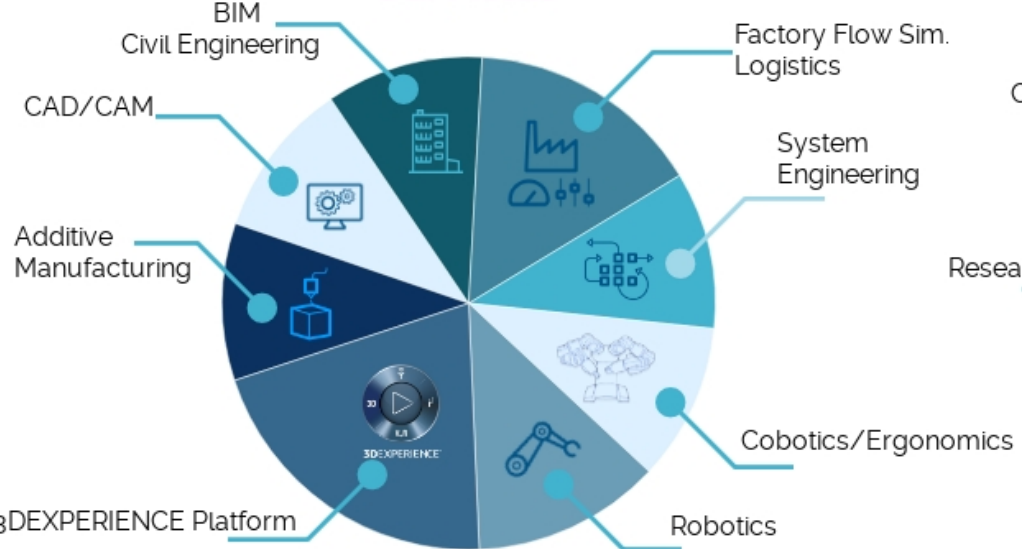 BIM
Civil Engineering
Factory Flow Sim.
Logistics
CAD/CAM
System
Engineering
Additive
Manufacturing
Resea
3DEXPERIENCE
Cobotics/Ergonomics
3DEXPERIENCE Platform
Robotics